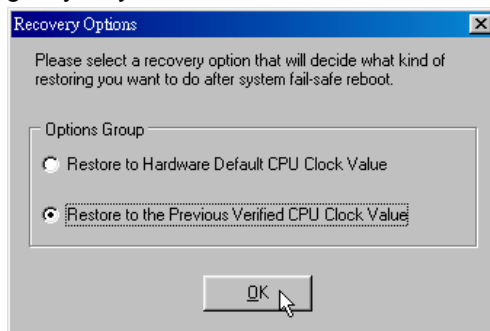 Recovery Options
Please select a recovery option that will decide what kind of
restoring you want to do after system fail-safe reboot.
Options Group
Restore to Hardware Default CPU Clock Value
Restore to the Previous Verified CPU Clock Value
OK